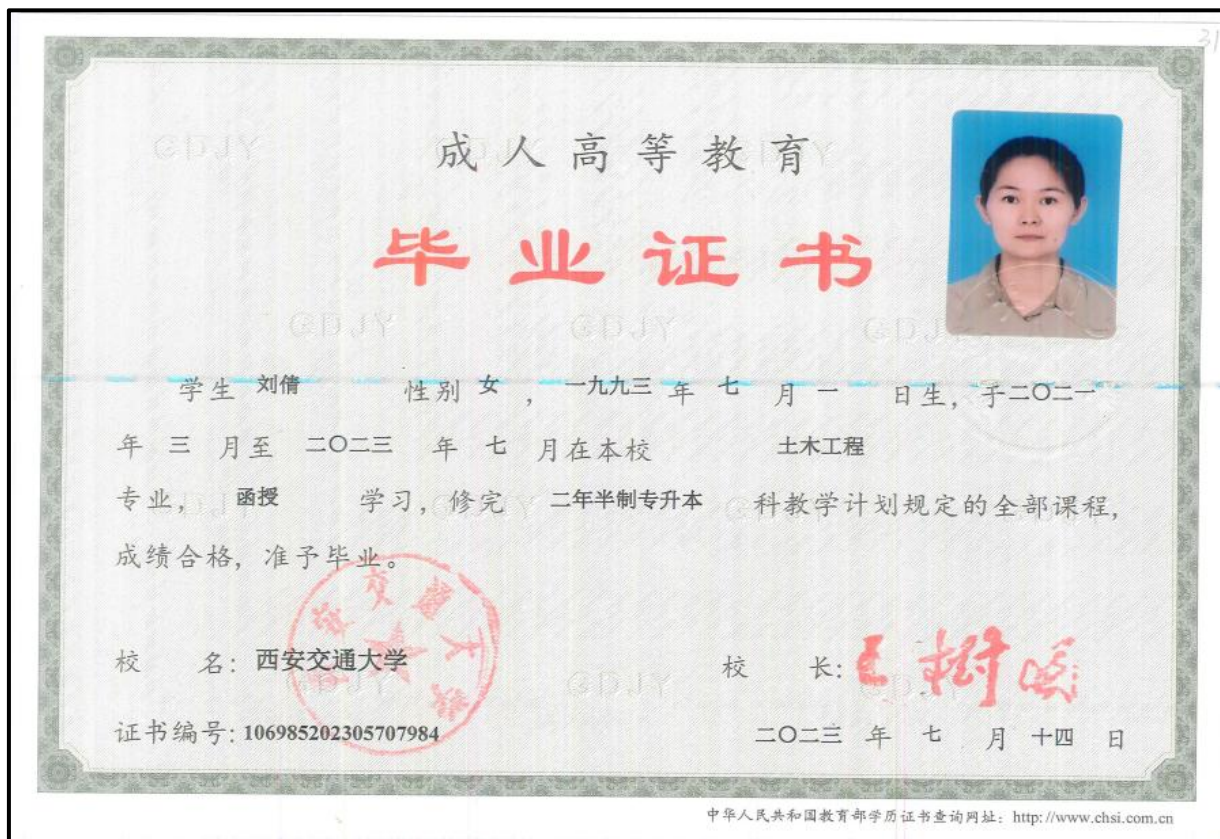 31
成人高等教育
毕业证书
学生 刘倩 性别 女 , 一九九三 年 七 月 一 日生, 于二〇二一
年 三 月至 二〇二三 年 七 月在本校 土木工程
专业, 函授 学习, 修完 二年半制专升本 科教学计划规定的全部课程,
成绩合格, 准予毕业。
校 名: 西安交通大学 校 长: 王树国
证书编号: 106985202305707984 二〇二三 年 七 月 十四 日
中华人民共和国教育部学历证书查询网址: http://www.chsi.com.cn